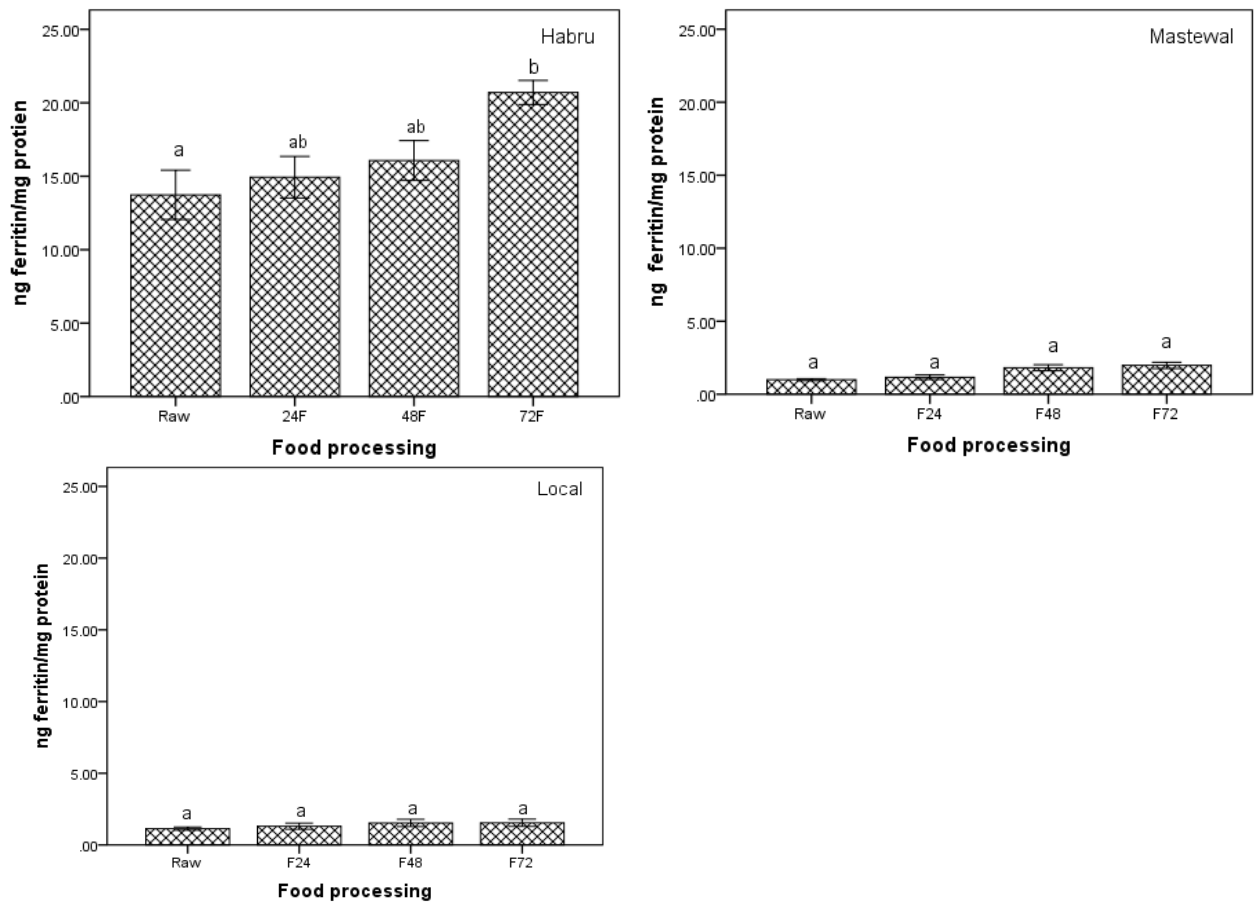 Habru
ng ferritin/mg protien
25.00
20.00
15.00
10.00
5.00
.00
a
ab
ab
b
Raw
24F
48F
72F
Food processing
Mastewal
ng ferritin/mg protein
25.00
20.00
15.00
10.00
5.00
.00
a
a
a
a
Raw
F24
F48
F72
Food processing
Local
ng ferritin/mg protein
25.00
20.00
15.00
10.00
5.00
.00
a
a
a
a
Raw
F24
F48
F72
Food processing